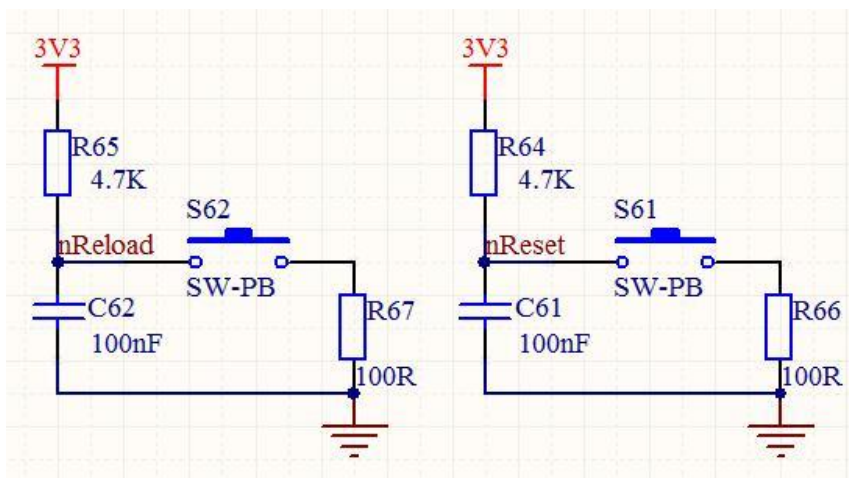 3V3
R65
4.7K
S62
nReload
SW-PB
C62
100nF
R67
100R
3V3
R64
4.7K
S61
nReset
SW-PB
C61
100nF
R66
100R